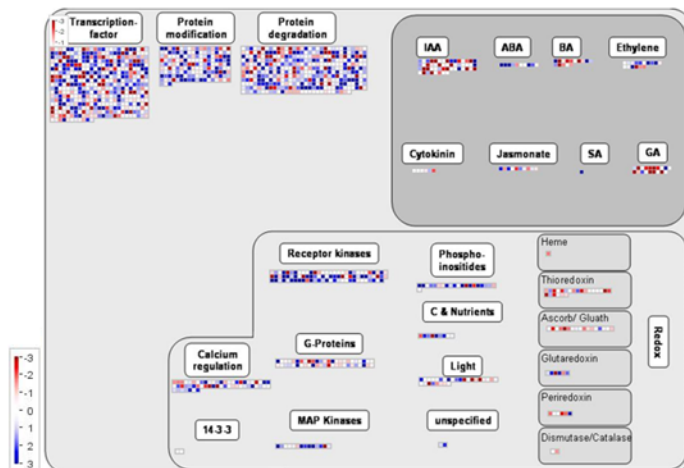 Transcription-
factor
Protein
modification
Protein
degradation
IAA
ABA
BA
Ethylene
Cytokinin
Jasmonate
SA
GA
Receptor kinases
Phospho-
inositides
C & Nutrients
G-Proteins
Calcium
regulation
Light
14-3-3
MAP Kinases
unspecified
Heme
Thioredoxin
Ascorb/ Gluath
Glutaredoxin
Periredoxin
Dismutase/Catalase
Redox
-3
-2
-1
0
1
2
3